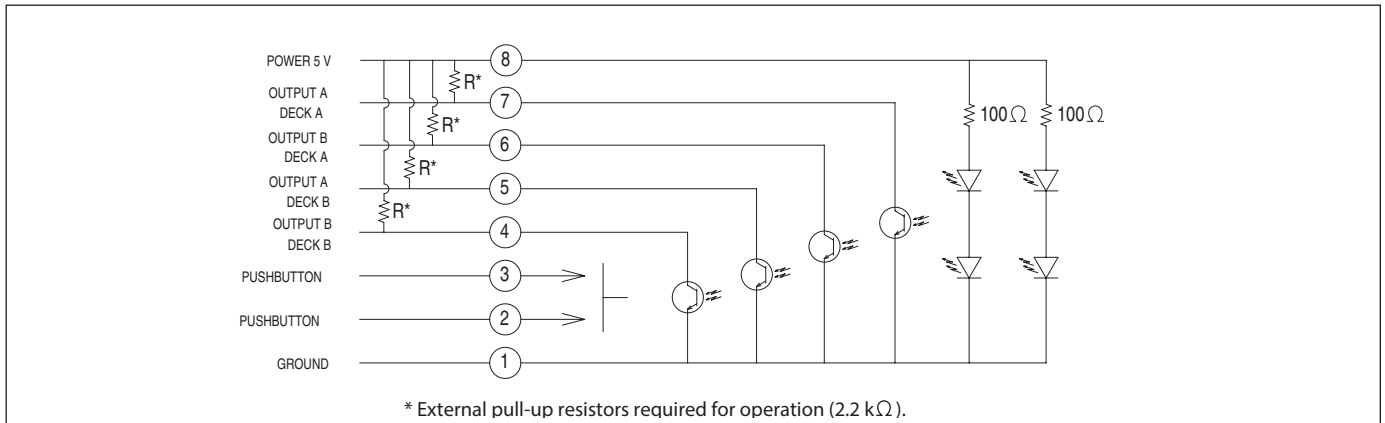 POWER 5 V
8
R*
OUTPUT A
DECK A
7
100Ω
100Ω
R*
OUTPUT B
DECK A
6
R*
OUTPUT A
DECK B
5
R*
OUTPUT B
DECK B
4
PUSHBUTTON
3
PUSHBUTTON
2
GROUND
1
* External pull-up resistors required for operation (2.2 kΩ).